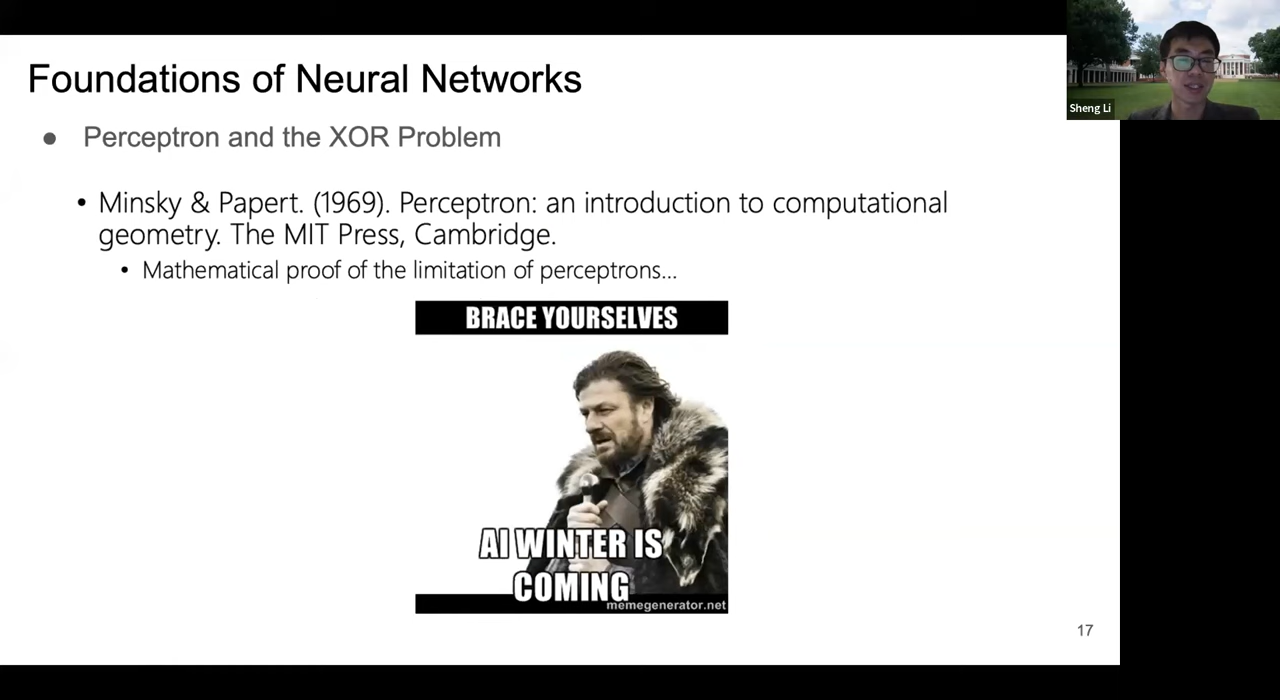 Foundations of Neural Networks
Sheng Li
● Perceptron and the XOR Problem
• Minsky & Papert. (1969). Perceptron: an introduction to computational
geometry. The MIT Press, Cambridge.
• Mathematical proof of the limitation of perceptrons...
BRACE YOURSELVES
AI WINTER IS
COMING
memegenerator.net
17